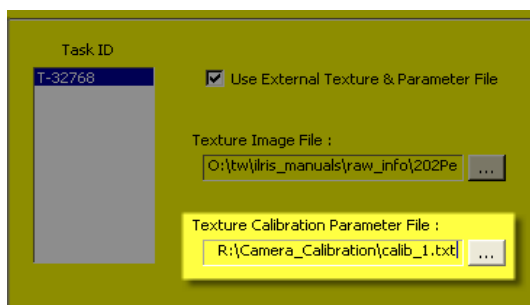 Task ID
T-32768
Use External Texture & Parameter File
Texture Image File :
O:\tw\ilris_manuals\raw_info\202Pe
...
Texture Calibration Parameter File :
R:\Camera_Calibration\calib_1.txt
...